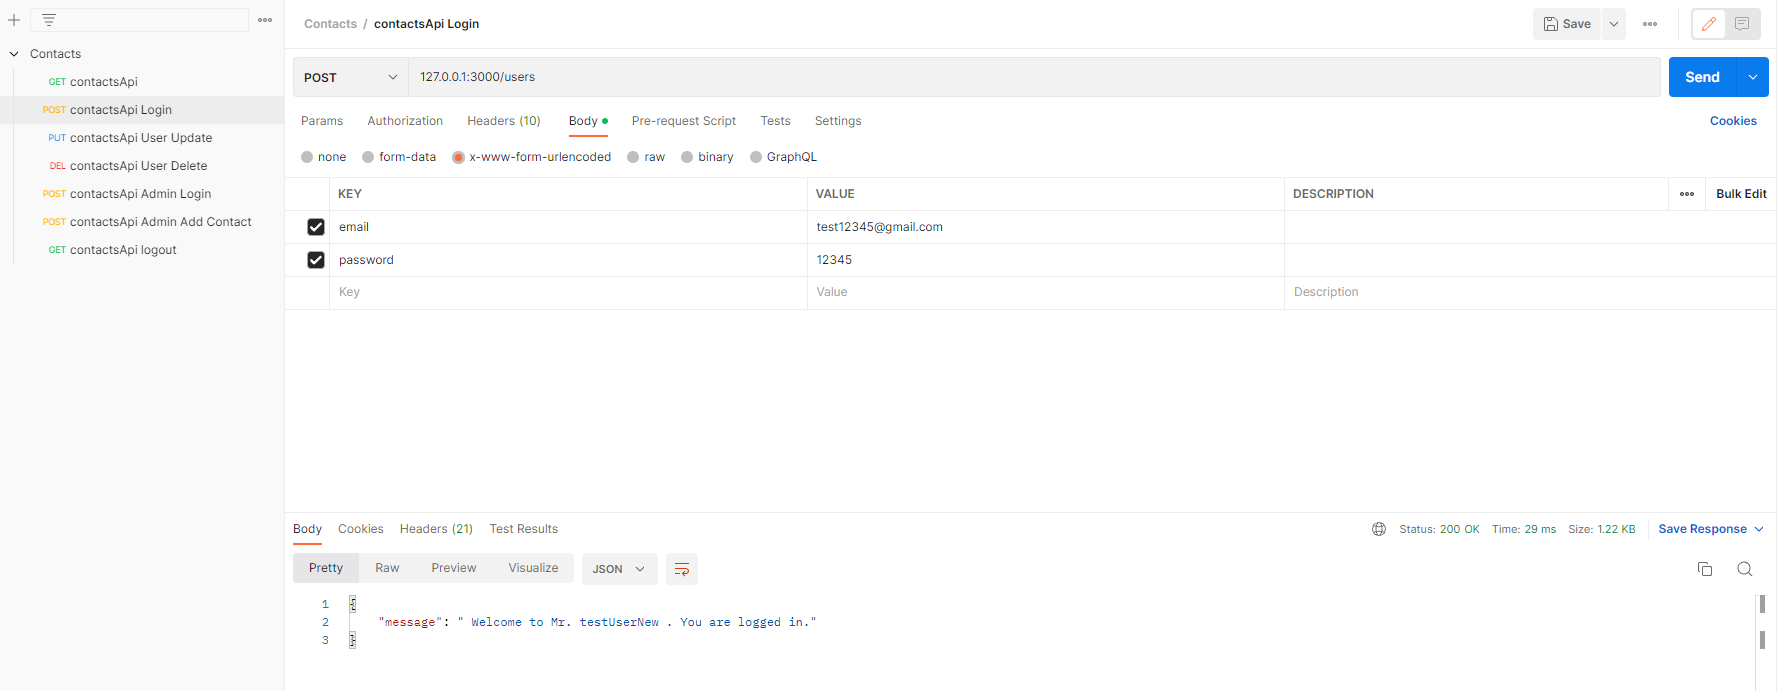 Contacts / contactsApi Login
Save
Contacts
GET contactsApi
POST contactsApi Login
PUT contactsApi User Update
DEL contactsApi User Delete
POST contactsApi Admin Login
POST contactsApi Admin Add Contact
GET contactsApi logout
POST
127.0.0.1:3000/users
Send
Params Authorization Headers (10) Body Pre-request Script Tests Settings Cookies
none form-data x-www-form-urlencoded raw binary GraphQL
KEY VALUE DESCRIPTION Bulk Edit
email test12345@gmail.com
password 12345
Key Value Description
Body Cookies Headers (21) Test Results Status: 200 OK Time: 29 ms Size: 1.22 KB Save Response
Pretty Raw Preview Visualize JSON
1 {
2 "message": " Welcome to Mr. testUserNew . You are logged in."
3 }